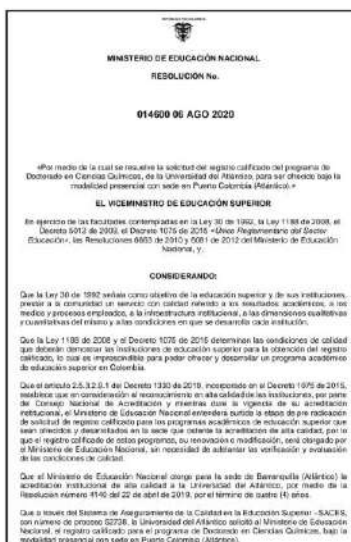 MINISTERIO DE EDUCACIÓN NACIONAL
RESOLUCIÓN No.
014600 06 AGO 2020
«Por medio de la cual se resuelve la solicitud del registro calificado del programa de
Doctorado en Ciencias Químicas, de la Universidad del Atlántico, para ser ofrecido bajo la
modalidad presencial con sede en Puerto Colombia (Atlántico).»
EL VICEMINISTRO DE EDUCACIÓN SUPERIOR
En ejercicio de las facultades contempladas en la Ley 30 de 1992, la Ley 1188 de 2008, el
Decreto 5012 de 2009, el Decreto 1075 de 2015 «Único Reglamentario del Sector
Educación», las Resoluciones 6663 de 2010 y 6081 de 2012 del Ministerio de Educación
Nacional, y,
CONSIDERANDO:
Que la Ley 30 de 1992 señala como objetivo de la educación superior y de sus instituciones,
prestar a la comunidad un servicio con calidad referido a los resultados académicos, a los
medios y procesos empleados, a la infraestructura institucional, a las dimensiones cualitativas
y cuantitativas del mismo y a las condiciones en que se desarrolla cada institución.
Que la Ley 1188 de 2008 y el Decreto 1075 de 2015 determinan las condiciones de calidad
que deberán demostrar las instituciones de educación superior para la obtención del registro
calificado, lo cual es imprescindible para poder ofrecer y desarrollar un programa académico
de educación superior en Colombia.
Que el artículo 2.5.3.2.8.1 del Decreto 1330 de 2019, incorporado en el Decreto 1075 de 2015,
establece que en consideración al reconocimiento en alta calidad de las instituciones, por parte
del Consejo Nacional de Acreditación y mientras dure la vigencia de su acreditación
institucional, el Ministerio de Educación Nacional entenderá surtida la etapa de pre radicación
de solicitud de registro calificado para los programas académicos de educación superior que
sean ofrecidos y desarrollados en la sede que ostente la acreditación de alta calidad, por lo
que el registro calificado de estos programas, su renovación o modificación, será otorgado por
el Ministerio de Educación Nacional, sin necesidad de adelantar las verificación y evaluación
de las condiciones de calidad.
Que el Ministerio de Educación Nacional otorgó para la sede de Barranquilla (Atlántico) la
acreditación institucional de alta calidad a la Universidad del Atlántico, por medio de la
Resolución número 4140 del 22 de abril de 2019, por el término de cuatro (4) años.
Que a través del Sistema de Aseguramiento de la Calidad en la Educación Superior -SACES,
con número de proceso 52738, la Universidad del Atlántico solicitó al Ministerio de Educación
Nacional, el registro calificado para el programa de Doctorado en Ciencias Químicas, bajo la
modalidad presencial con sede en Puerto Colombia (Atlántico).